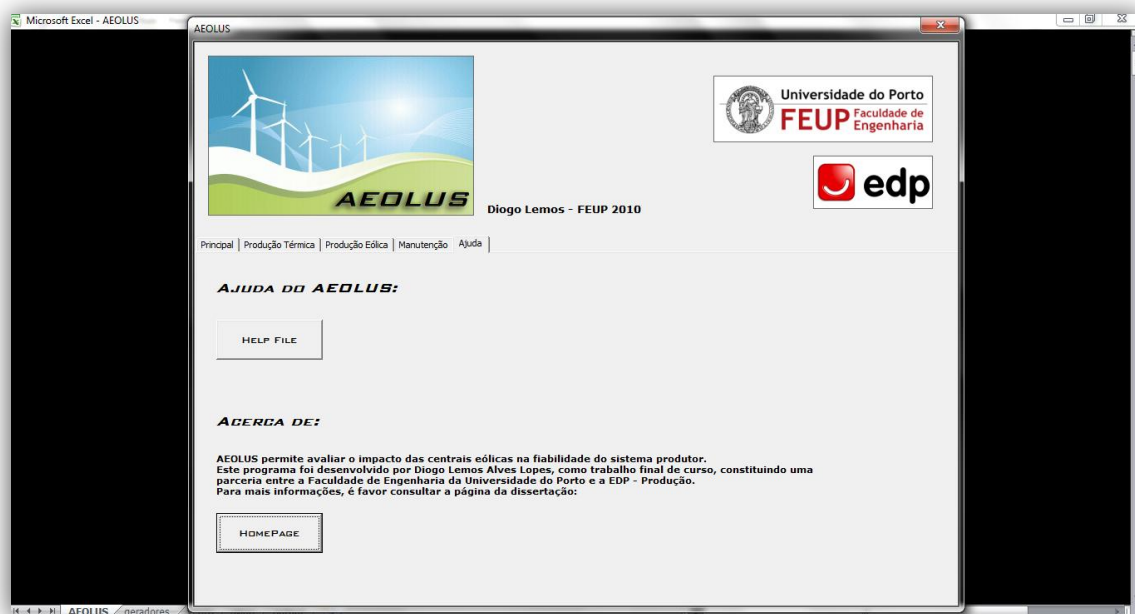 Microsoft Excel - AEOLUS
AEOLUS
Universidade do Porto
FEUP Faculdade de Engenharia
edp
AEOLUS
Diogo Lemos - FEUP 2010
Principal | Produção Térmica | Produção Eólica | Manutenção | Ajuda
AJUDA DO AEOLUS:
HELP FILE
ACERCA DE:
AEOLUS permite avaliar o impacto das centrais eólicas na fiabilidade do sistema produtor.
Este programa foi desenvolvido por Diogo Lemos Alves Lopes, como trabalho final de curso, constituindo uma
parceria entre a Faculdade de Engenharia da Universidade do Porto e a EDP - Produção.
Para mais informações, é favor consultar a página da dissertação:
HOMEPAGE
AEOLUS geradores